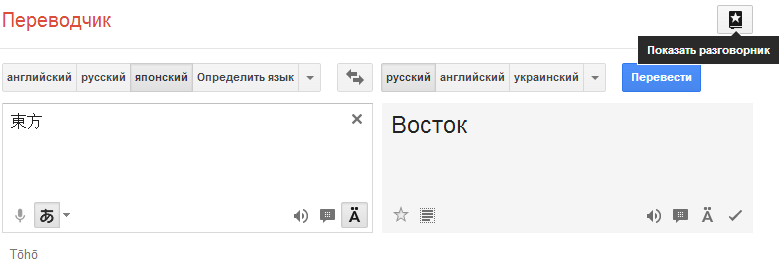 Переводчик
Показать разговорник
английский русский японский Определить язык
русский английский украинский
Перевести
東方
Восток
あ
Ä
Ä
Tōhō